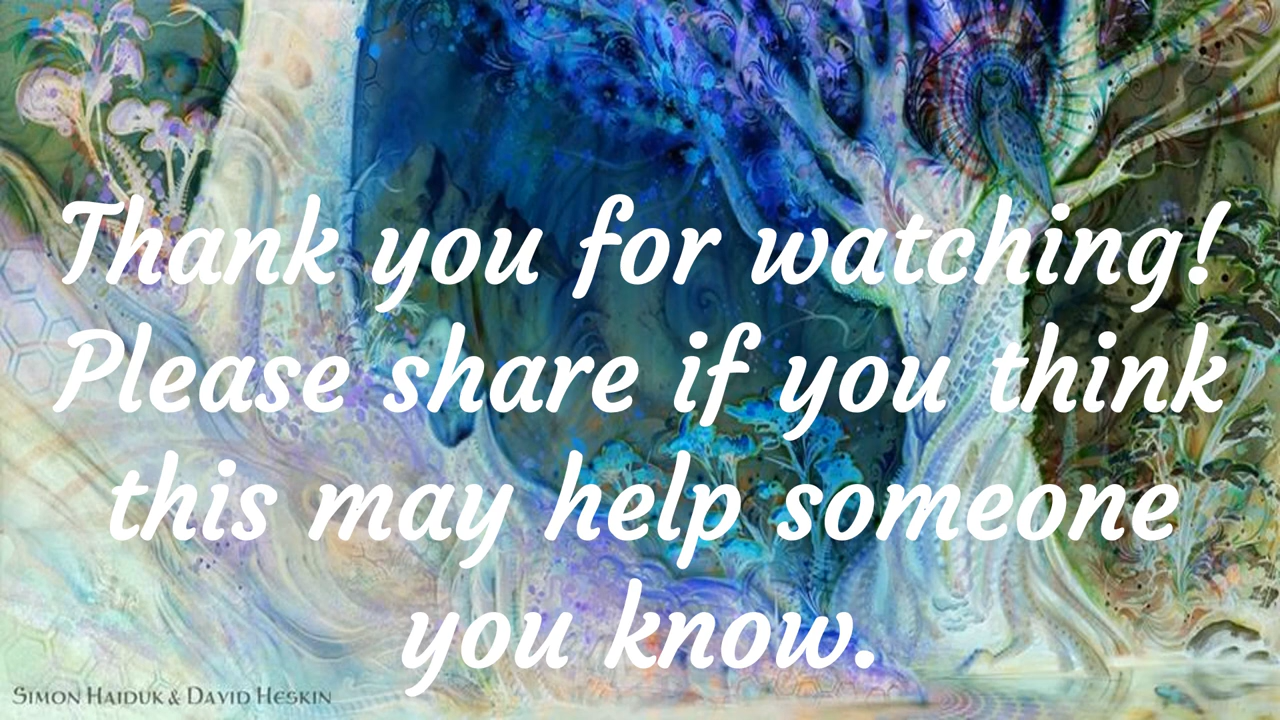 Thank you for watching!
Please share if you think
this may help someone
you know.
SIMON HAIDUK & DAVID HESKIN